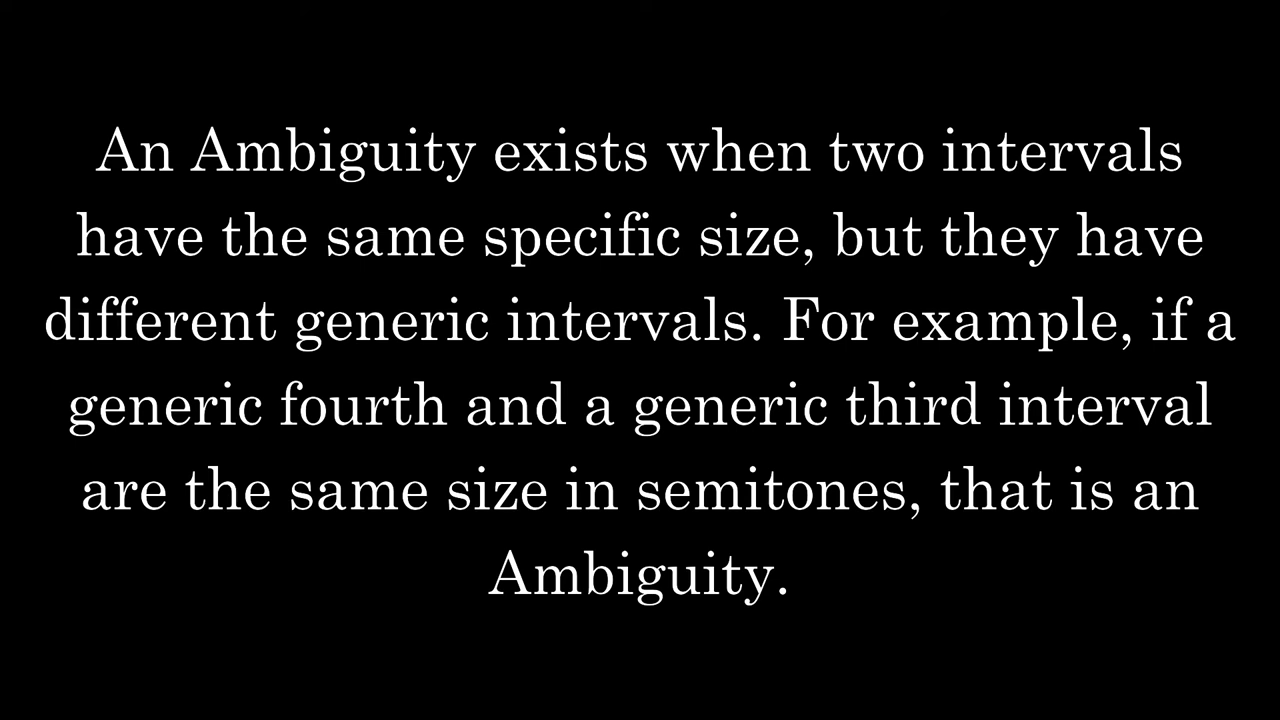 An Ambiguity exists when two intervals
have the same specific size, but they have
different generic intervals. For example, if a
generic fourth and a generic third interval
are the same size in semitones, that is an
Ambiguity.